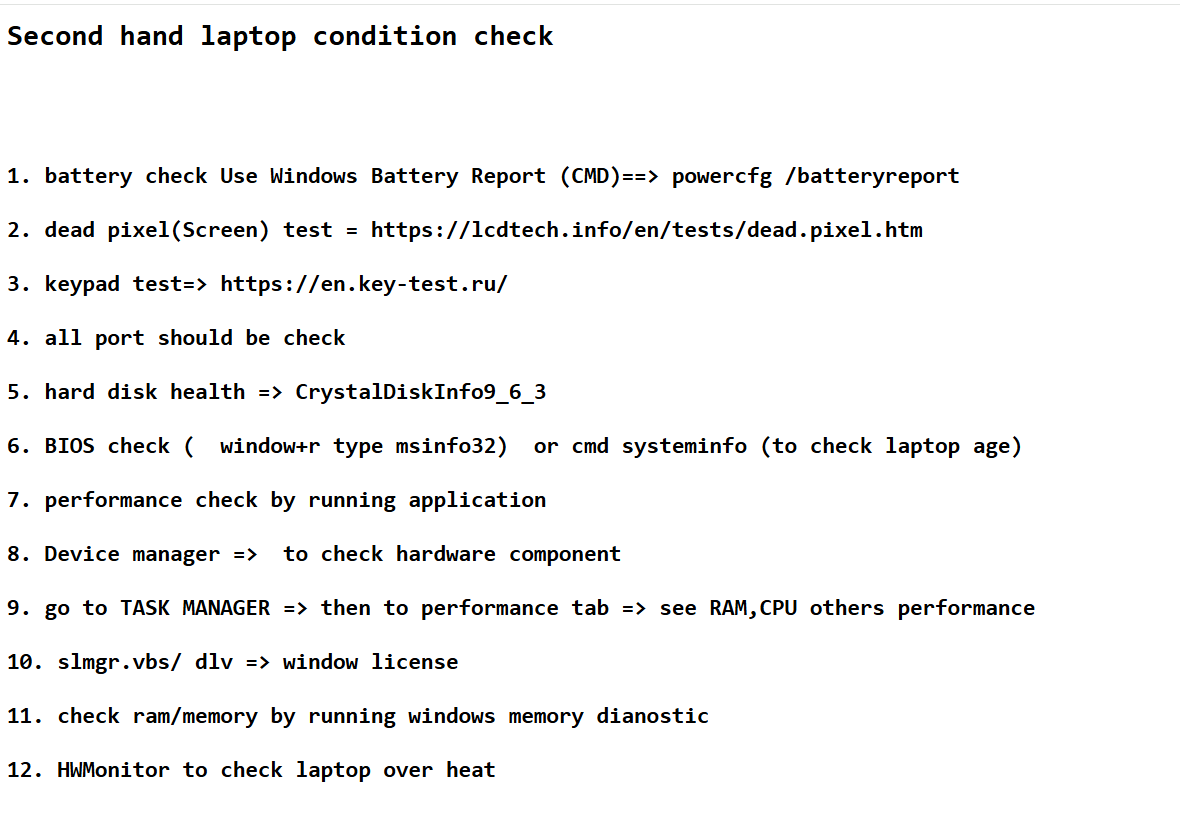 Second hand laptop condition check
1. battery check Use Windows Battery Report (CMD)==> powercfg /batteryreport
2. dead pixel(Screen) test = https://lcdtech.info/en/tests/dead.pixel.htm
3. keypad test=> https://en.key-test.ru/
4. all port should be check
5. hard disk health => CrystalDiskInfo9_6_3
6. BIOS check (  window+r type msinfo32)  or cmd systeminfo (to check laptop age)
7. performance check by running application
8. Device manager =>  to check hardware component
9. go to TASK MANAGER => then to performance tab => see RAM,CPU others performance
10. slmgr.vbs/ dlv => window license
11. check ram/memory by running windows memory dianostic
12. HWMonitor to check laptop over heat